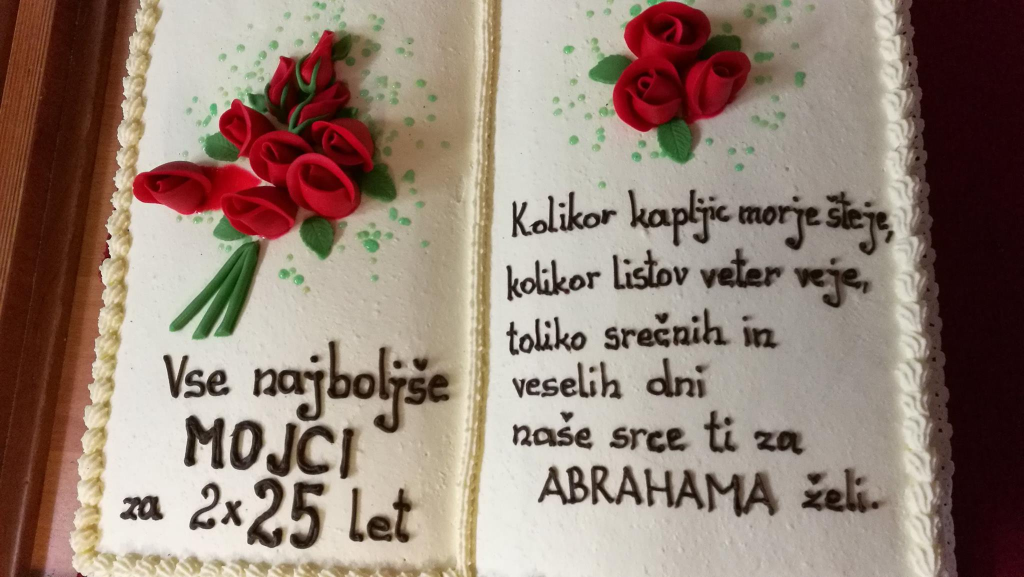 Vse najboljše
MOJCI
za 2x25 let
Kolikor kapljic morje šteje,
kolikor listov veter veje,
toliko srečnih in
veselih dni
naše srce ti za
ABRAHAMA želi.